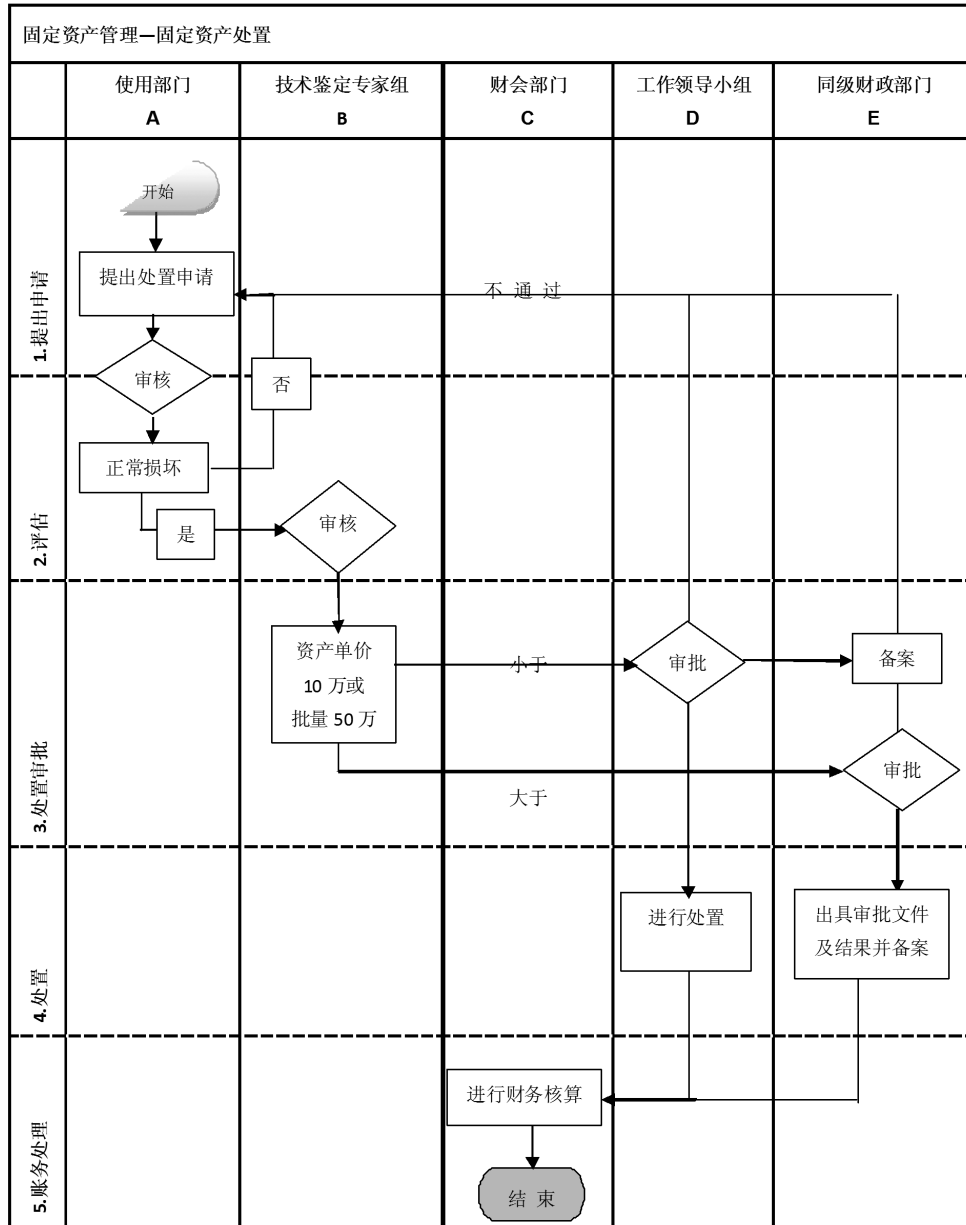 固定资产管理—固定资产处置
使用部门
A
技术鉴定专家组
B
财会部门
C
工作领导小组
D
同级财政部门
E
1.提出申请
开始
提出处置申请
不 通 过
审核
否
2.评估
正常损坏
是
审核
3.处置审批
资产单价
10 万或
批量 50 万
小于
审批
备案
大于
审批
4.处置
进行处置
出具审批文件
及结果并备案
5.账务处理
进行财务核算
结 束